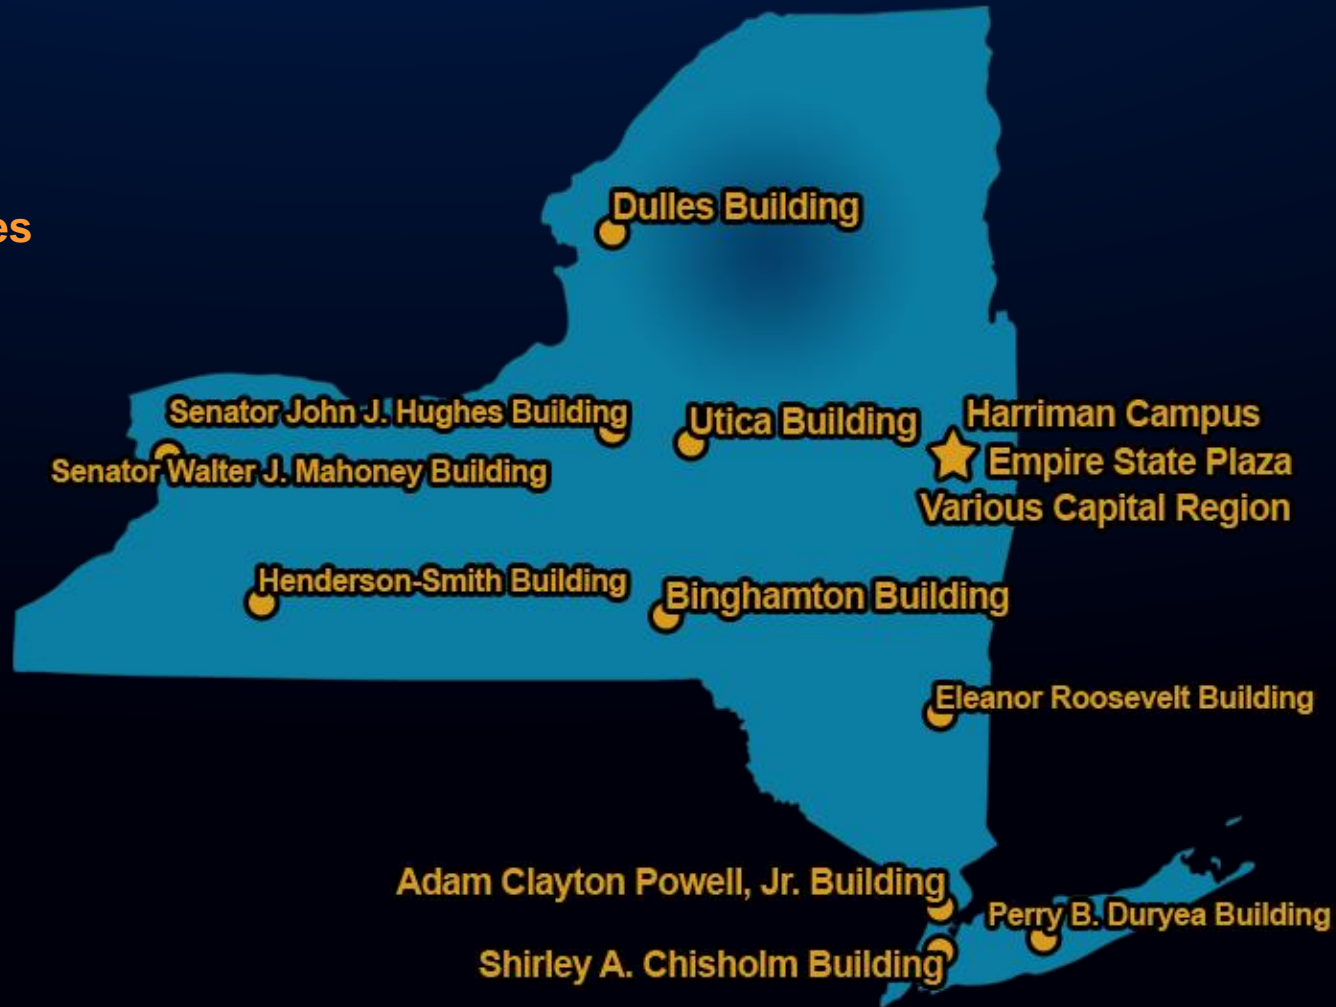 Dulles Building
es
Senator John J. Hughes Building
Utica Building
Harriman Campus
Senator Walter J. Mahoney Building
Empire State Plaza
Various Capital Region
Henderson-Smith Building
Binghamton Building
Eleanor Roosevelt Building
Adam Clayton Powell, Jr. Building
Perry B. Duryea Building
Shirley A. Chisholm Building